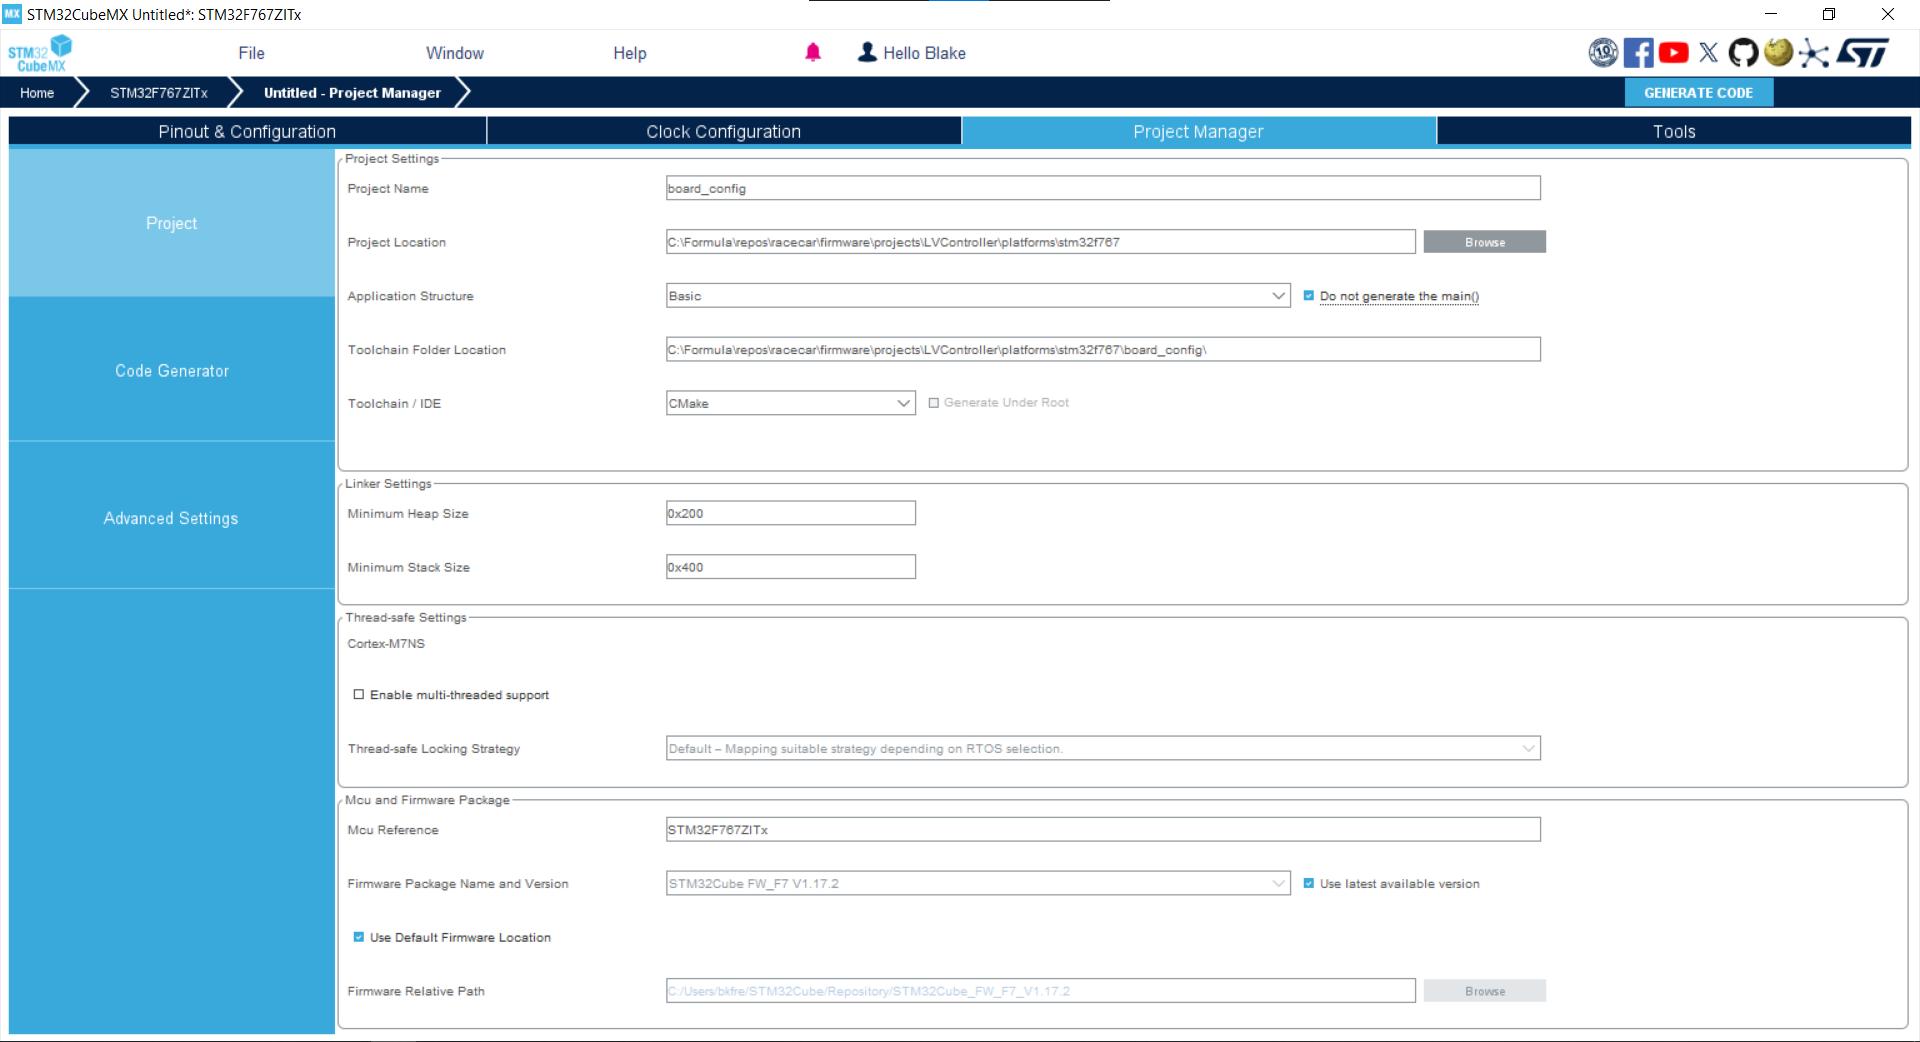 MX STM32CubeMX Untitled*: STM32F767ZITx
STM32 CubeMX
File Window Help Hello Blake
10 ST
Home STM32F767ZITx Untitled - Project Manager GENERATE CODE
Pinout & Configuration Clock Configuration Project Manager Tools
Project
Code Generator
Advanced Settings
Project Settings
Project Name board_config
Project Location C:\Formula\repos\racecar\firmware\projects\LVController\platforms\stm32f767 Browse
Application Structure Basic Do not generate the main()
Toolchain Folder Location C:\Formula\repos\racecar\firmware\projects\LVController\platforms\stm32f767\board_config\
Toolchain / IDE CMake Generate Under Root
Linker Settings
Minimum Heap Size 0x200
Minimum Stack Size 0x400
Thread-safe Settings
Cortex-M7NS
Enable multi-threaded support
Thread-safe Locking Strategy Default – Mapping suitable strategy depending on RTOS selection.
Mcu and Firmware Package
Mcu Reference STM32F767ZITx
Firmware Package Name and Version STM32Cube FW_F7 V1.17.2 Use latest available version
Use Default Firmware Location
Firmware Relative Path C:/Users/bkfre/STM32Cube/Repository/STM32Cube_FW_F7_V1.17.2 Browse